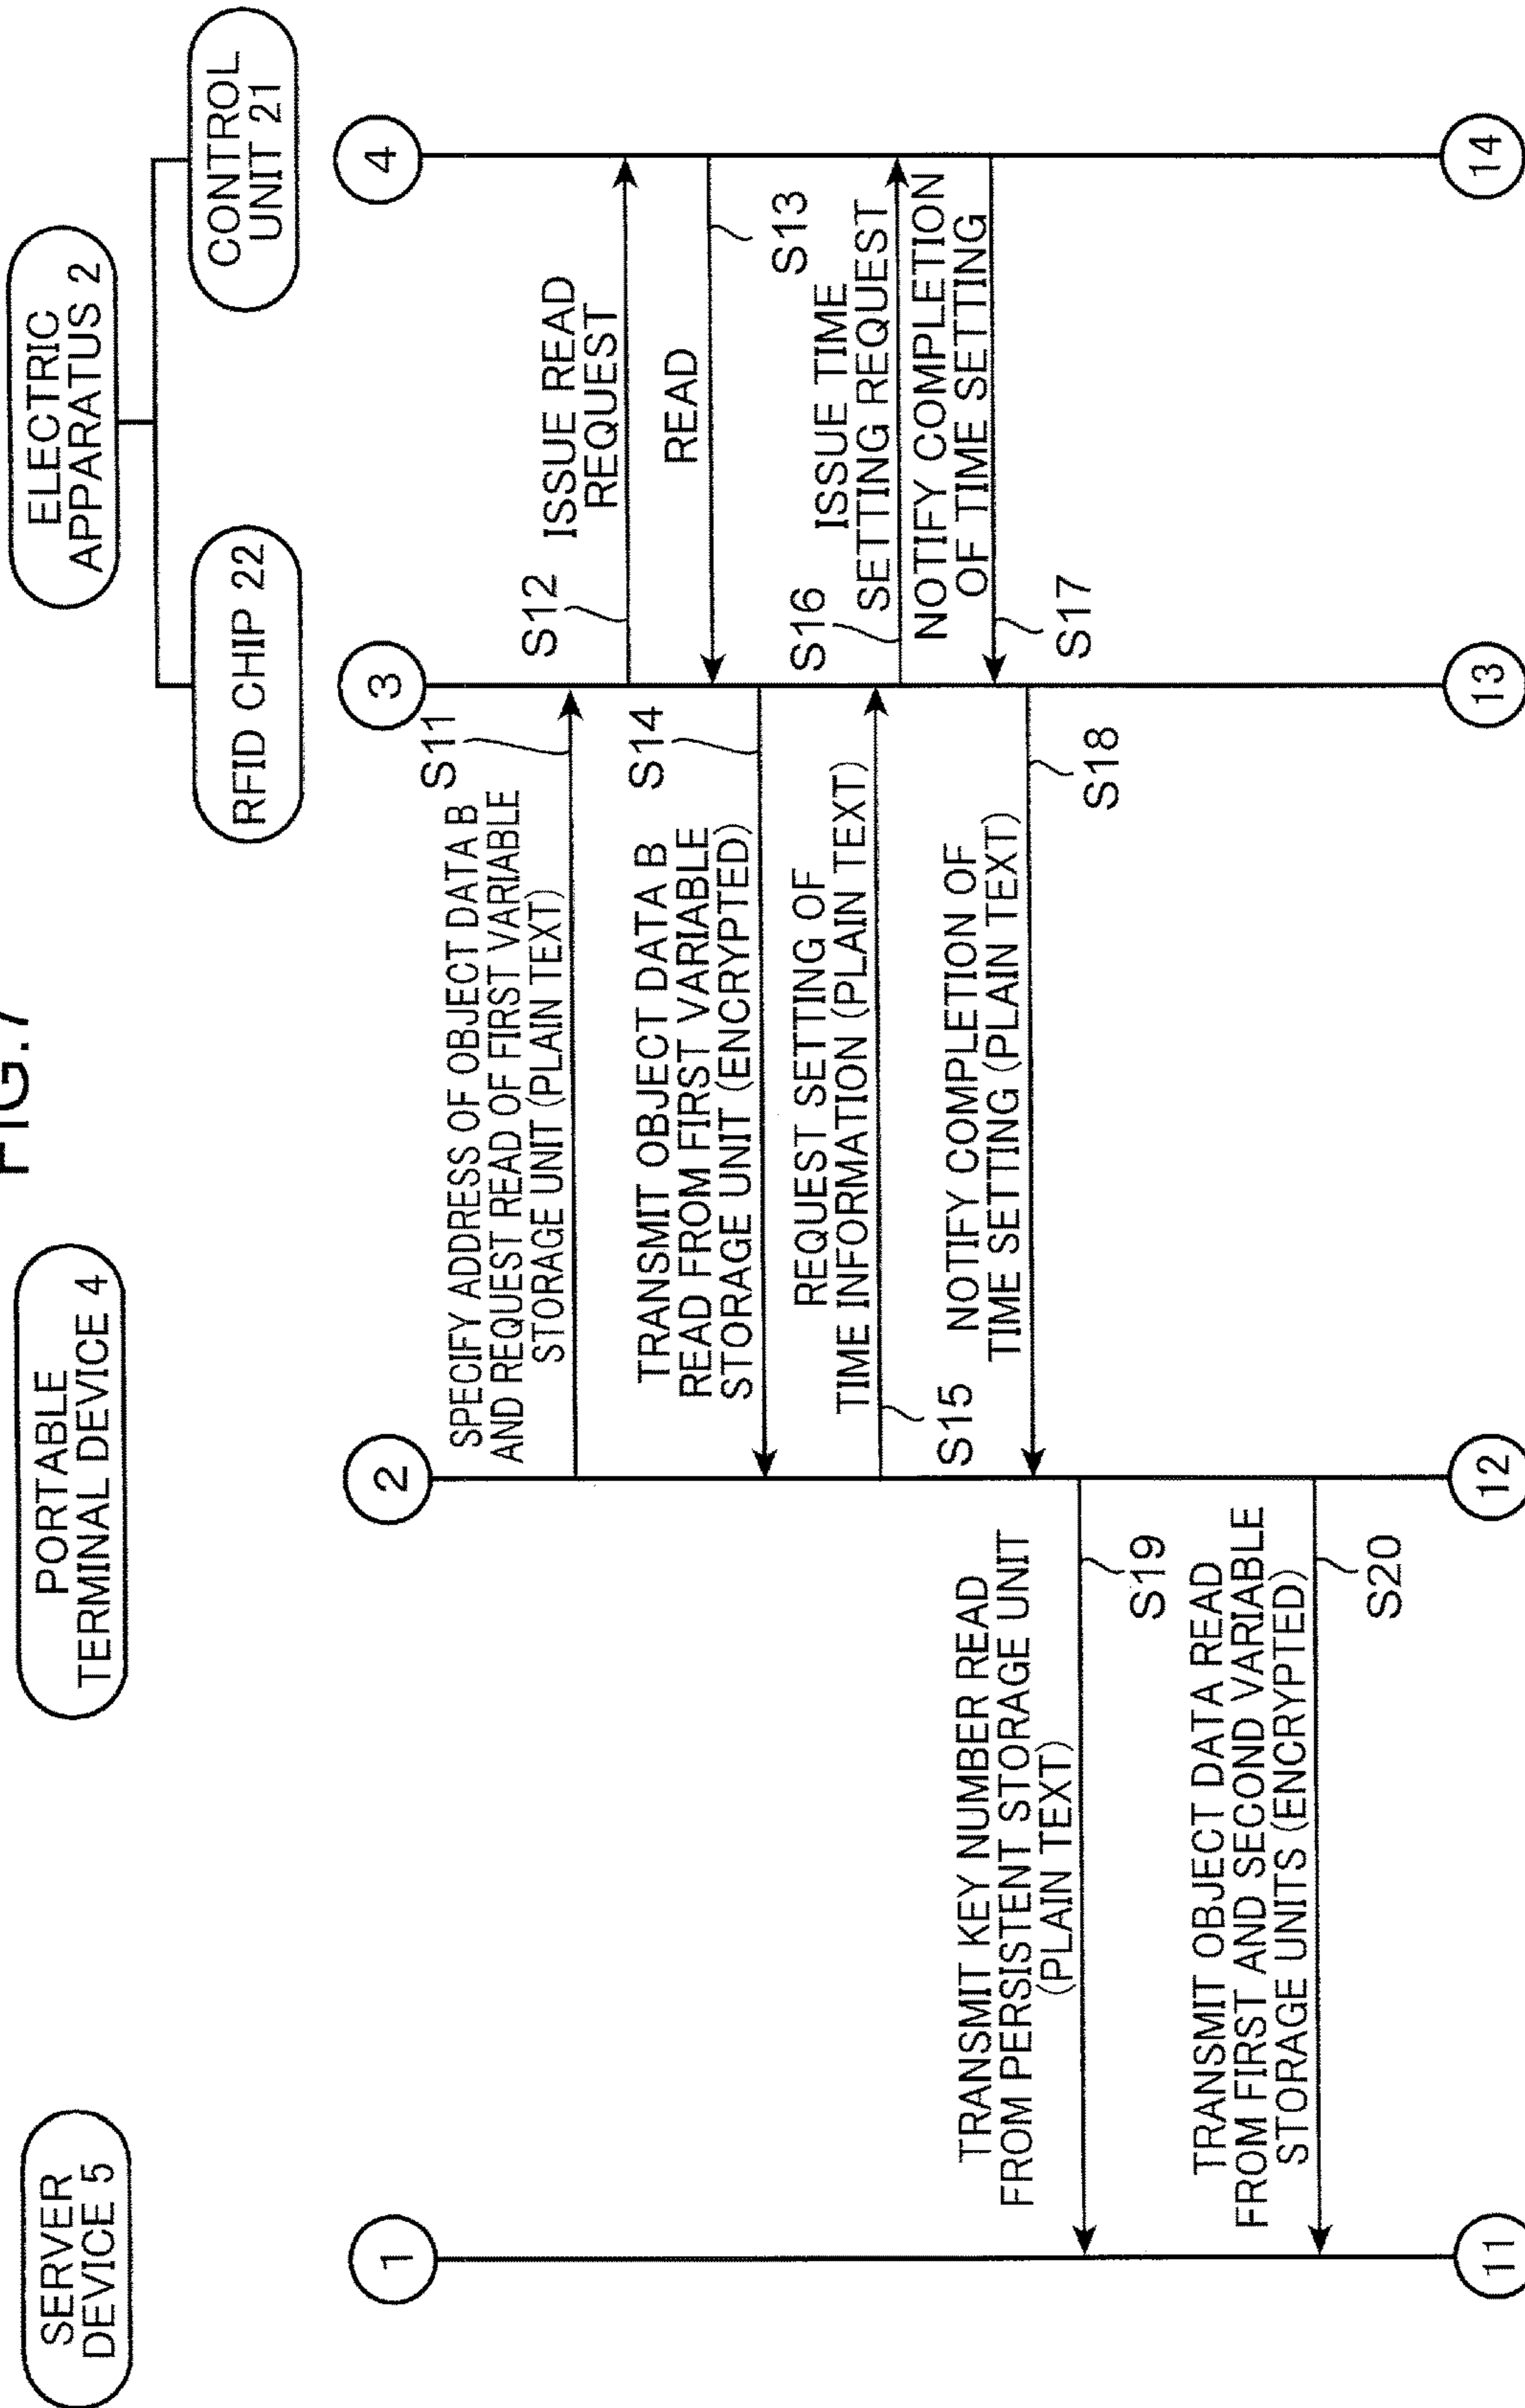 FIG.7
SERVER
DEVICE 5
PORTABLE
TERMINAL DEVICE 4
ELECTRIC
APPARATUS 2
RFID CHIP 22
CONTROL
UNIT 21
1
2
3
4
SPECIFY ADDRESS OF OBJECT DATA B
AND REQUEST READ OF FIRST VARIABLE
STORAGE UNIT (PLAIN TEXT)
S11
S12
ISSUE READ
REQUEST
READ
S13
TRANSMIT OBJECT DATA B
READ FROM FIRST VARIABLE
STORAGE UNIT (ENCRYPTED)
S14
REQUEST SETTING OF
TIME INFORMATION (PLAIN TEXT)
S15
S16
ISSUE TIME
SETTING REQUEST
NOTIFY COMPLETION
OF TIME SETTING
S17
NOTIFY COMPLETION OF
TIME SETTING (PLAIN TEXT)
S18
TRANSMIT KEY NUMBER READ
FROM PERSISTENT STORAGE UNIT
(PLAIN TEXT)
S19
TRANSMIT OBJECT DATA READ
FROM FIRST AND SECOND VARIABLE
STORAGE UNITS (ENCRYPTED)
S20
11
12
13
14